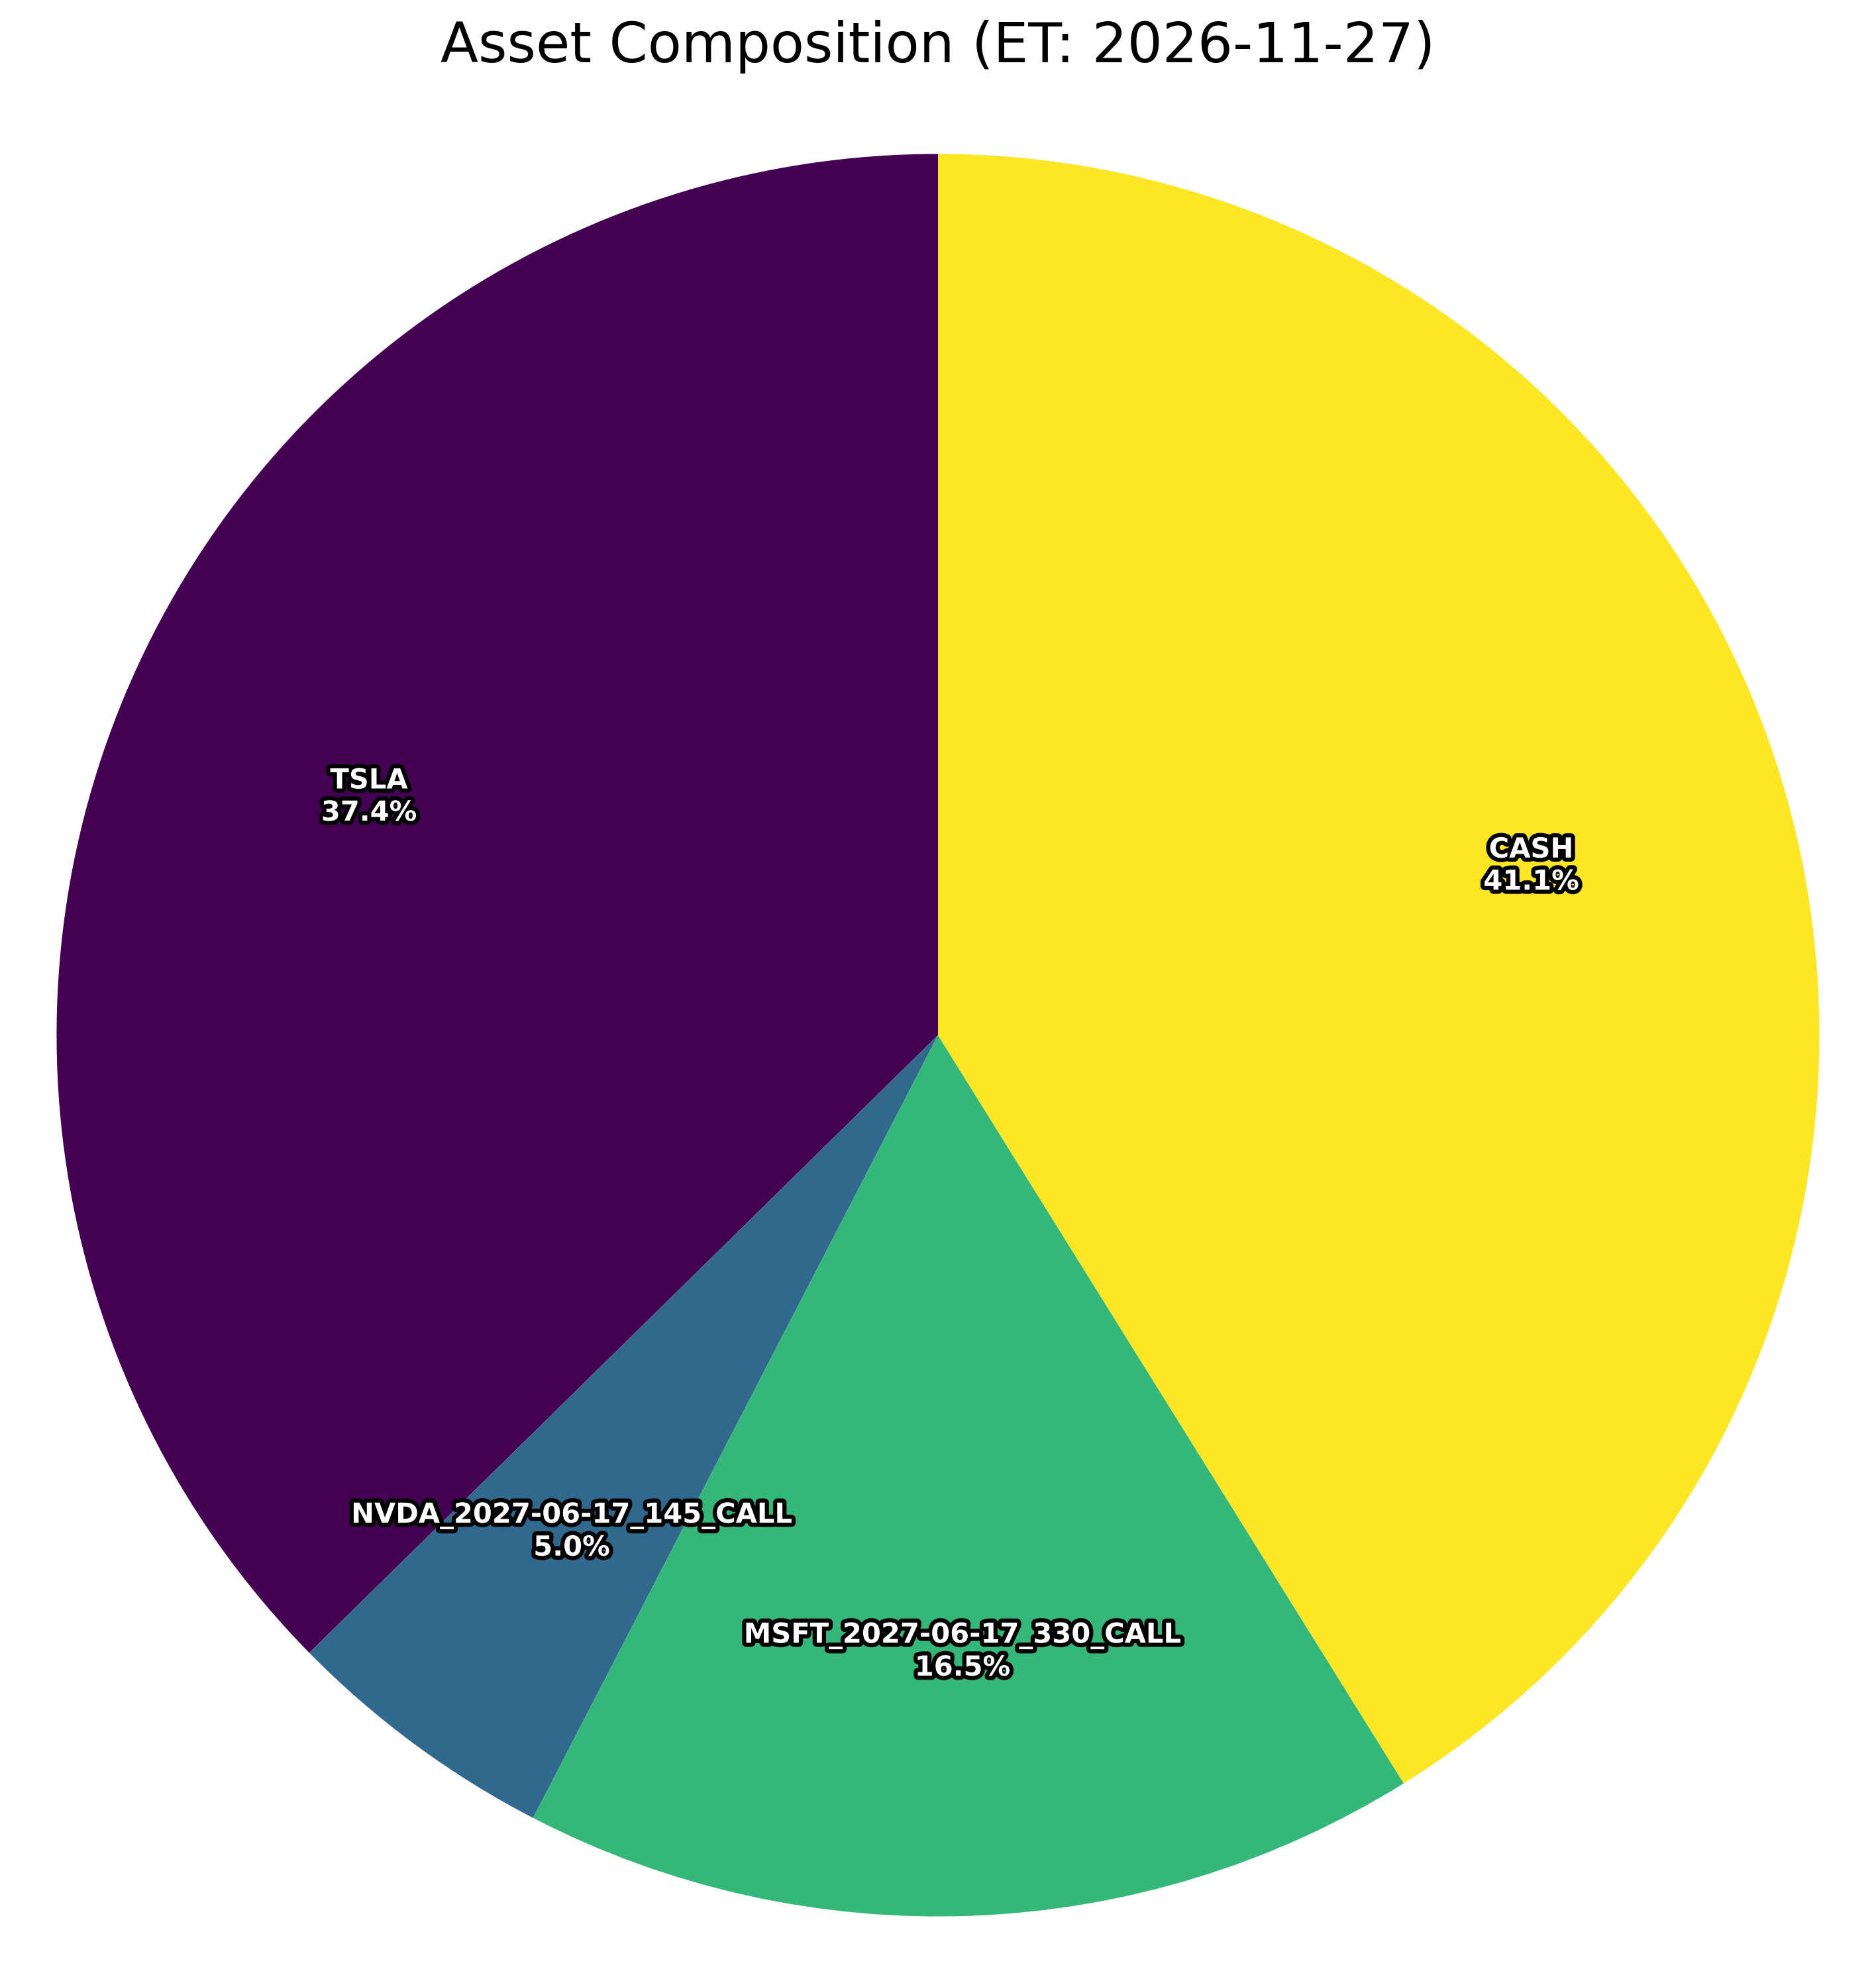 Asset Composition (ET: 2026-11-27)
TSLA
37.4%
CASH
41.1%
NVDA_2027-06-17_145_CALL
5.0%
MSFT_2027-06-17_330_CALL
16.5%